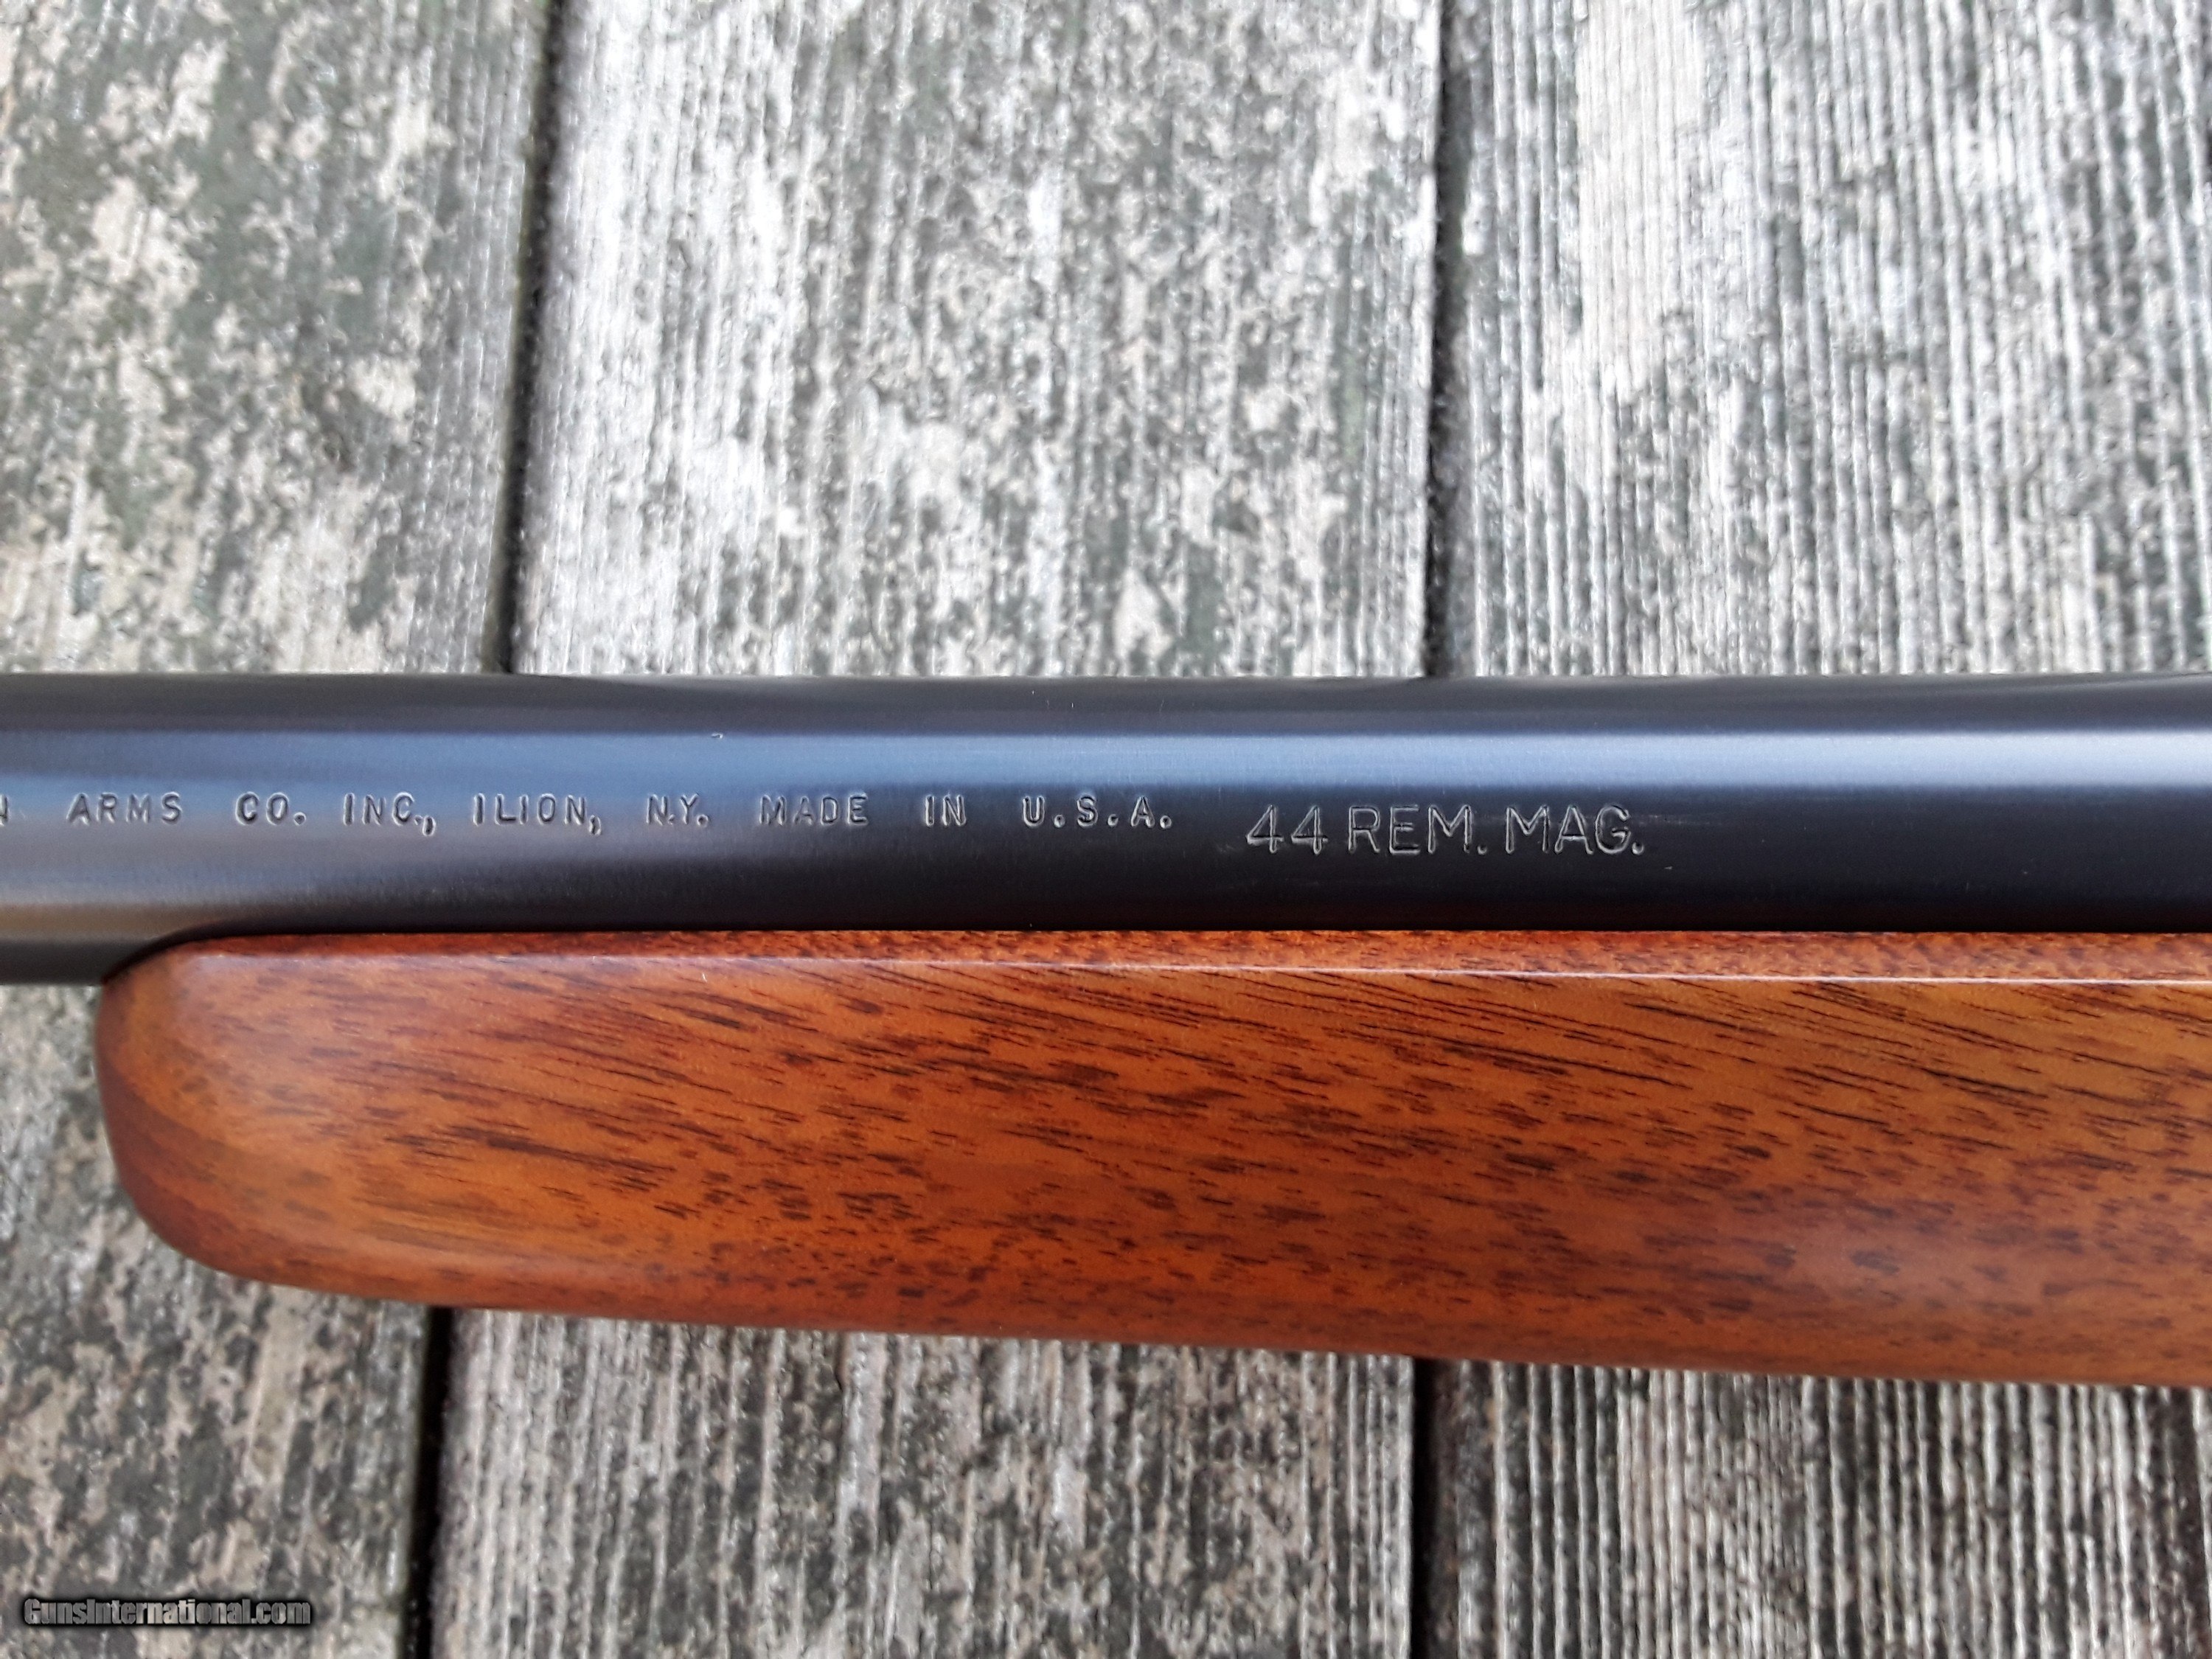 N ARMS CO. INC., ILION, N.Y. MADE IN U.S.A. 44 REM. MAG.
GunsInternational.com